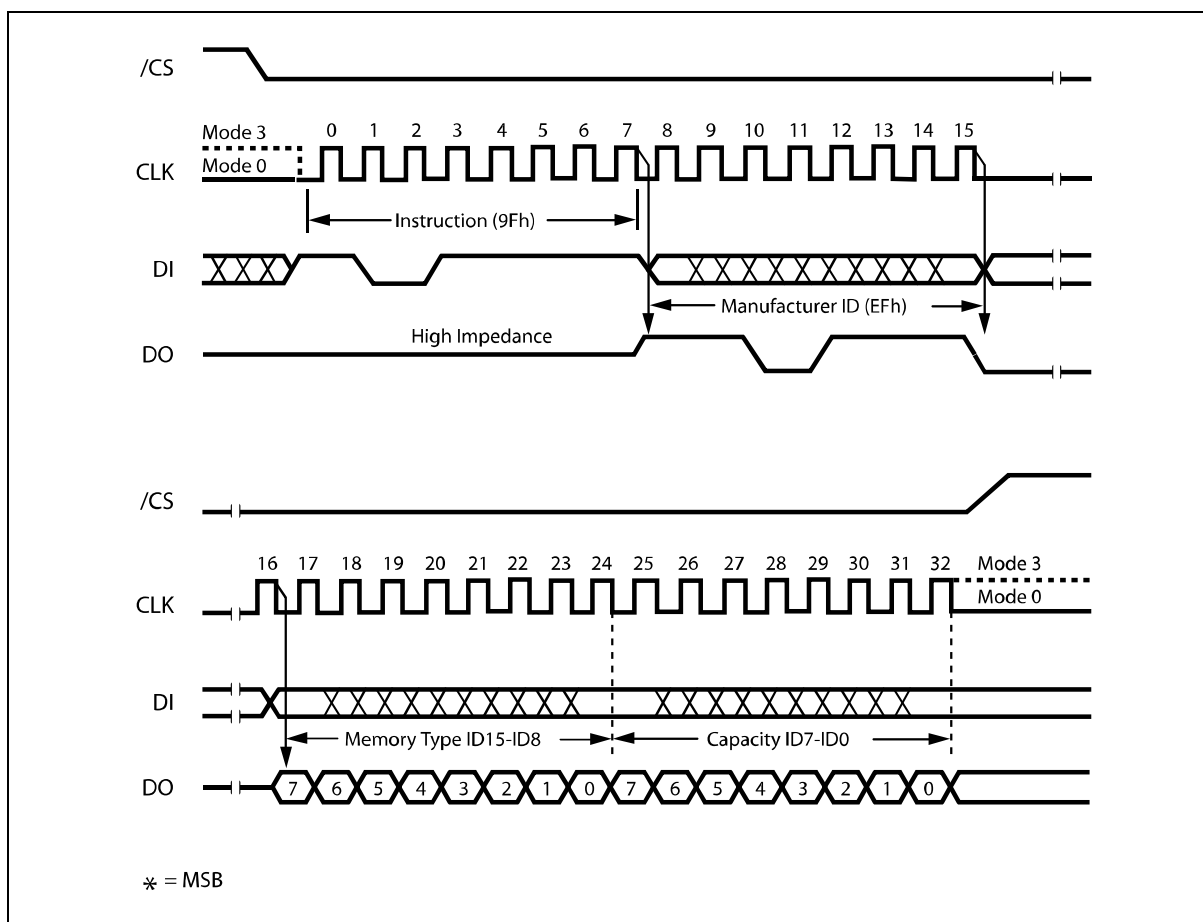 /CS
Mode 3 0 1 2 3 4 5 6 7 8 9 10 11 12 13 14 15
CLK Mode 0
Instruction (9Fh)
DI
Manufacturer ID (EFh)
High Impedance
DO
/CS
16 17 18 19 20 21 22 23 24 25 26 27 28 29 30 31 32 Mode 3
CLK Mode 0
DI
Memory Type ID15-ID8 Capacity ID7-ID0
DO 7 6 5 4 3 2 1 0 7 6 5 4 3 2 1 0
* = MSB